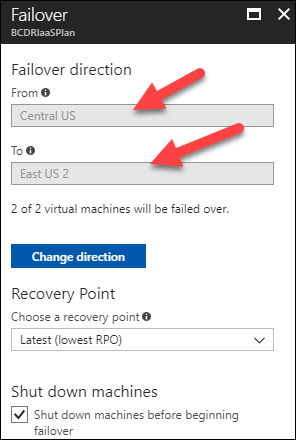 Failover
BCDRIaaSPlan
Failover direction
From
Central US
To
East US 2
2 of 2 virtual machines will be failed over.
Change direction
Recovery Point
Choose a recovery point
Latest (lowest RPO)
Shut down machines
Shut down machines before beginning
failover